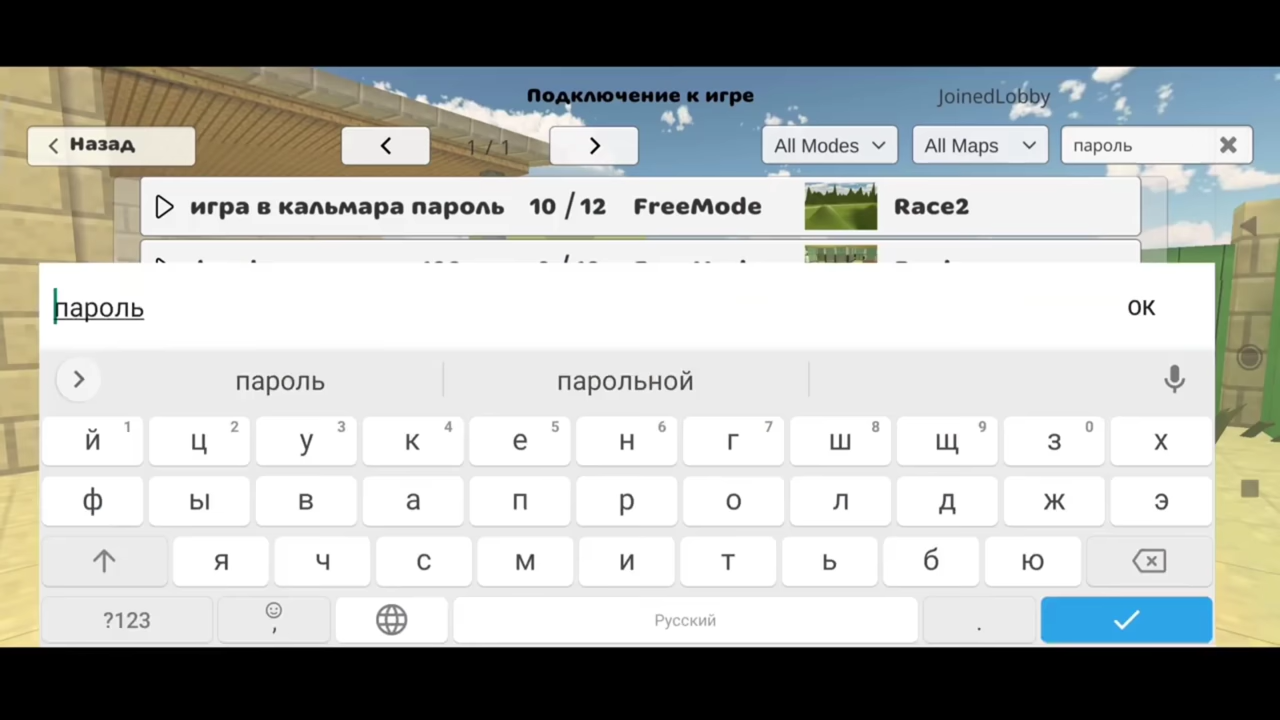 Подключение к игре
JoinedLobby
Назад
1 / 1
All Modes
All Maps
пароль
игра в кальмара пароль 10 / 12 FreeMode Race2
пароль
ОК
пароль
парольной
й 1 ц 2 у 3 к 4 е 5 н 6 г 7 ш 8 щ 9 з 0 х
ф ы в а п р о л д ж э
я ч с м и т ь б ю
?123 , Русский .